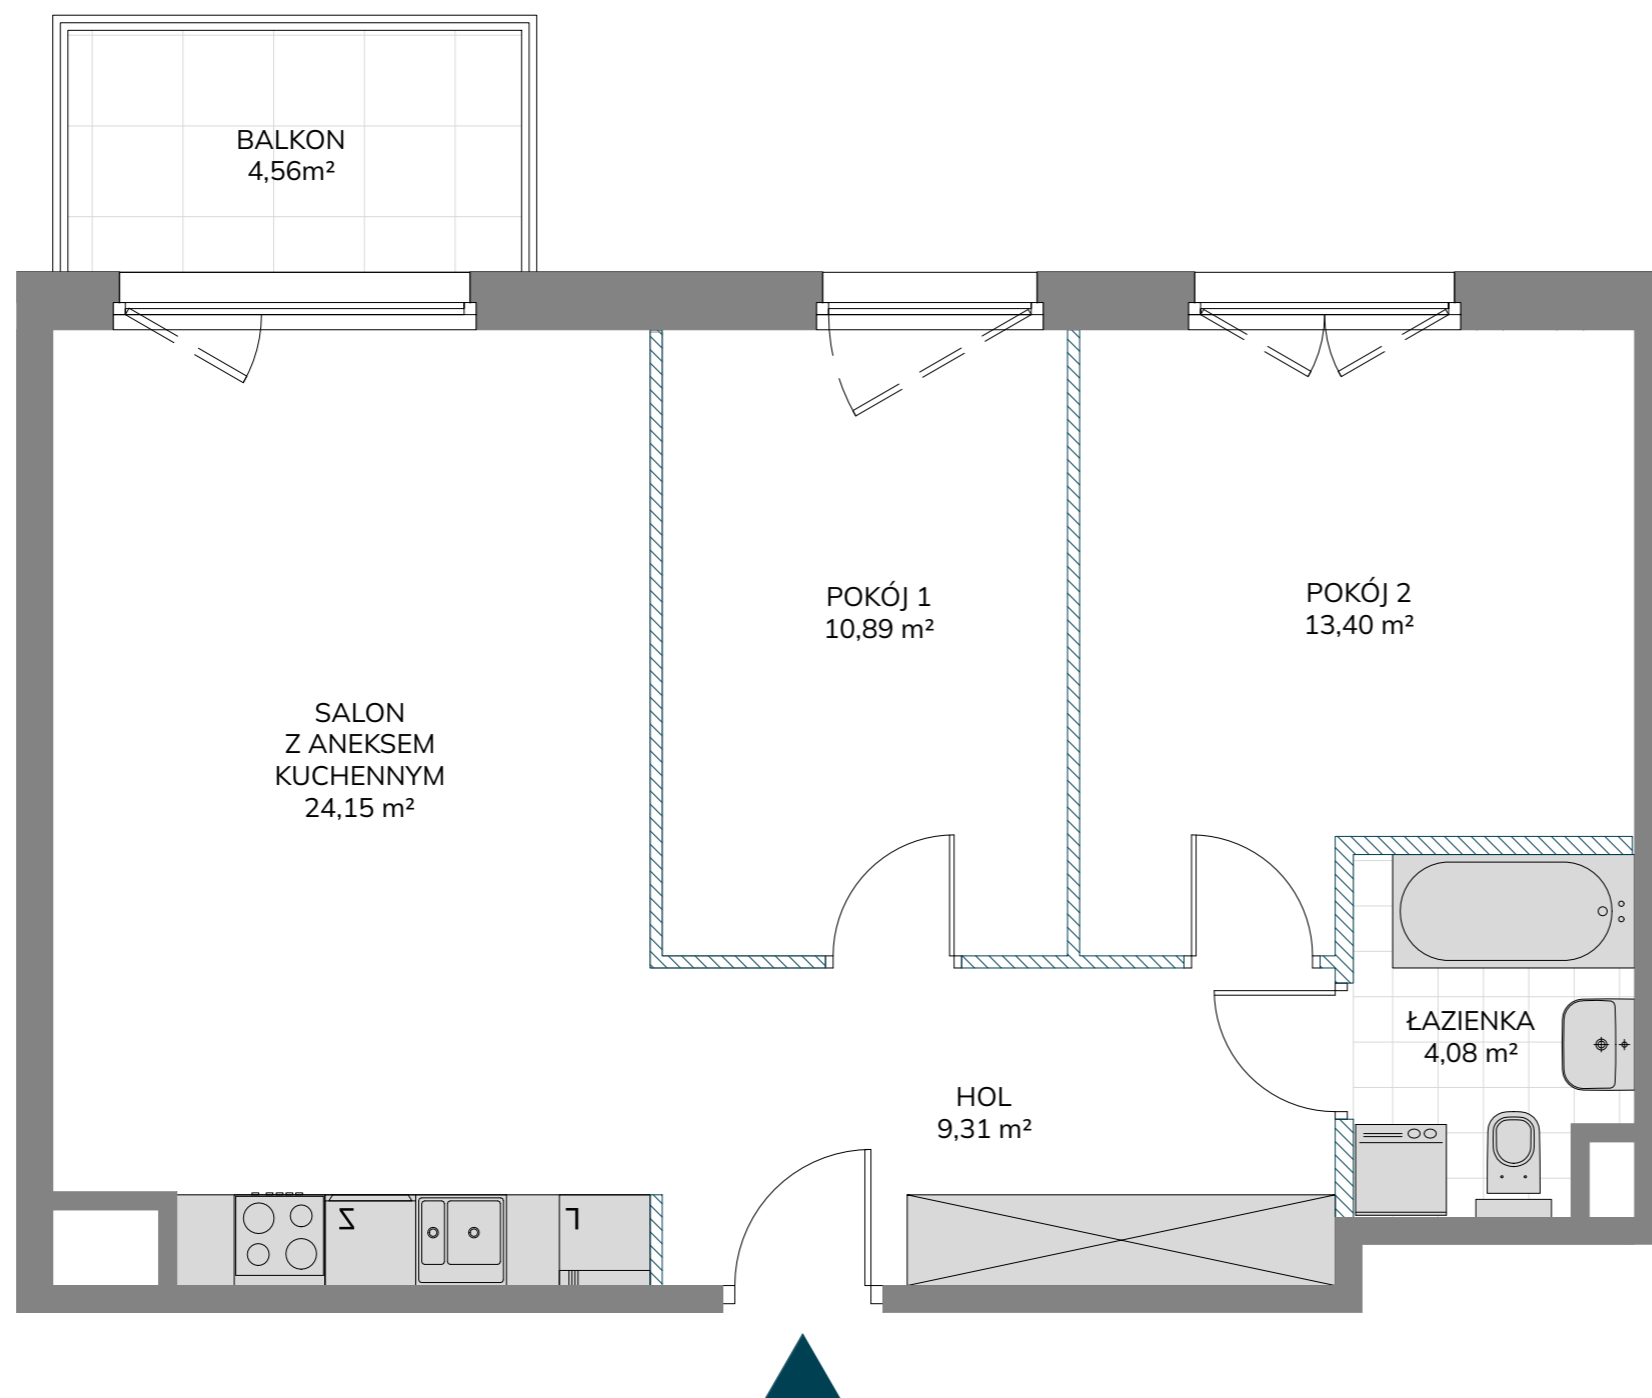 BALKON
4,56m²
POKÓJ 1
10,89 m²
POKÓJ 2
13,40 m²
SALON
Z ANEKSEM
KUCHENNYM
24,15 m²
ŁAZIENKA
4,08 m²
HOL
9,31 m²
Z
L